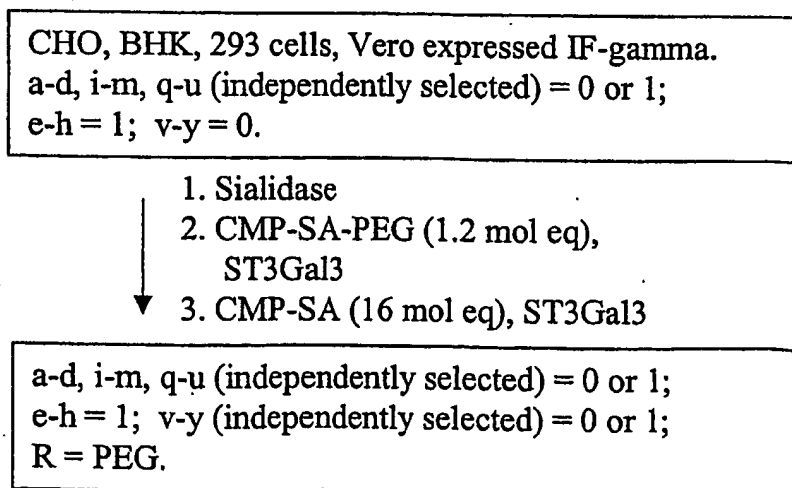 CHO, BHK, 293 cells, Vero expressed IF-gamma.
a-d, i-m, q-u (independently selected) = 0 or 1;
e-h = 1; v-y = 0.
1. Sialidase
2. CMP-SA-PEG (1.2 mol eq),
ST3Gal3
3. CMP-SA (16 mol eq), ST3Gal3
a-d, i-m, q-u (independently selected) = 0 or 1;
e-h = 1; v-y (independently selected) = 0 or 1;
R = PEG.